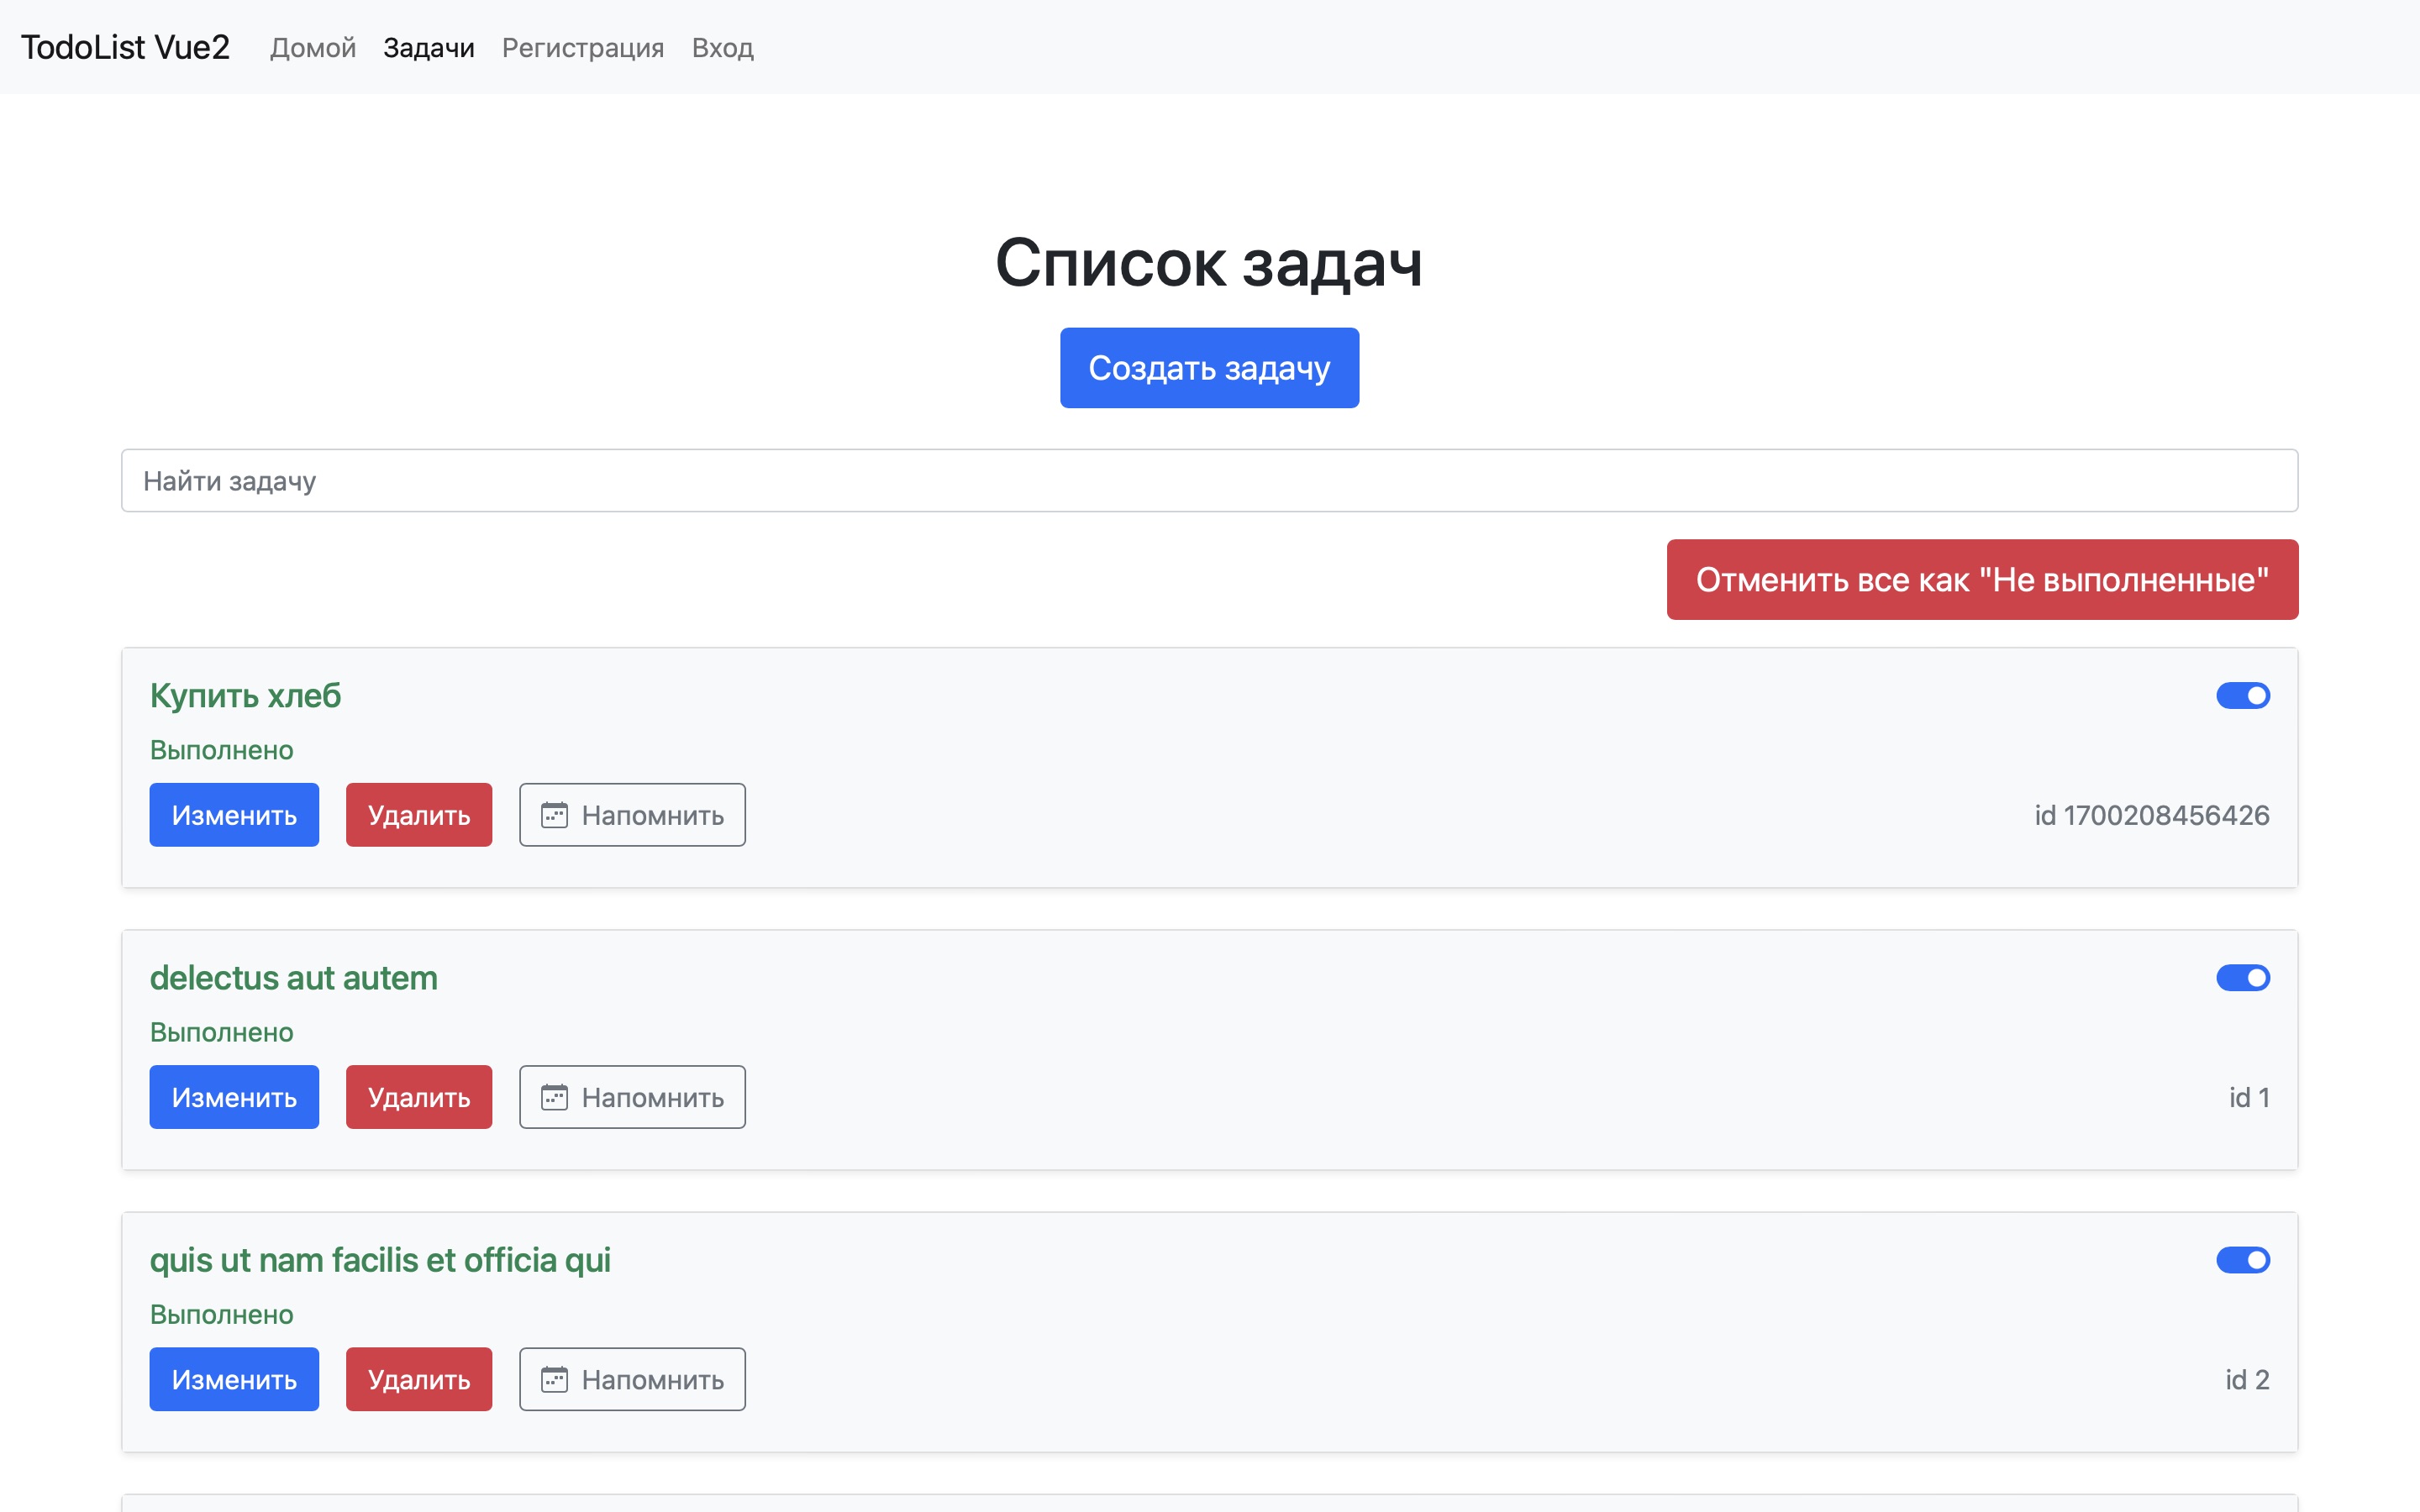 TodoList Vue2 Домой Задачи Регистрация Вход
Список задач
Создать задачу
Найти задачу
Отменить все как "Не выполненные"
Купить хлеб
Выполнено
Изменить Удалить Напомнить id 1700208456426
delectus aut autem
Выполнено
Изменить Удалить Напомнить id 1
quis ut nam facilis et officia qui
Выполнено
Изменить Удалить Напомнить id 2